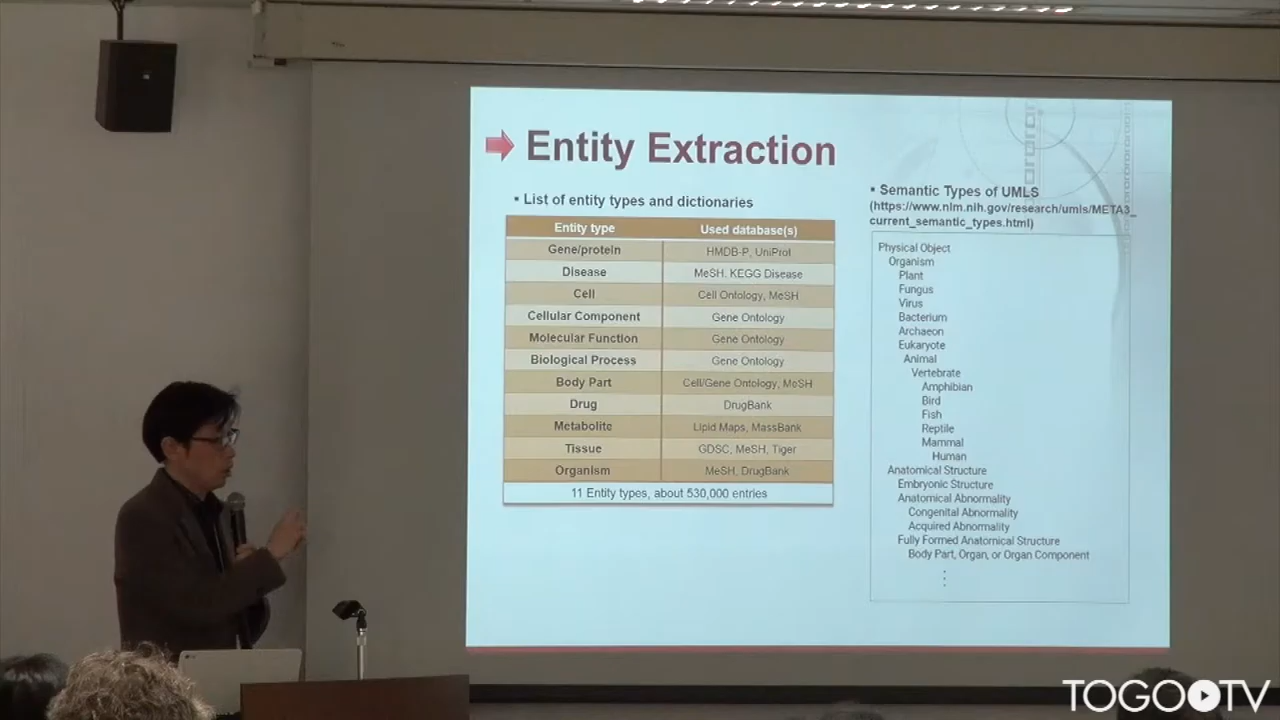 Entity Extraction
▪ List of entity types and dictionaries
Entity type Used database(s)
Gene/protein HMDB-P, UniProt
Disease MeSH, KEGG Disease
Cell Cell Ontology, MeSH
Cellular Component Gene Ontology
Molecular Function Gene Ontology
Biological Process Gene Ontology
Body Part Cell/Gene Ontology, MeSH
Drug DrugBank
Metabolite Lipid Maps, MassBank
Tissue GDSC, MeSH, Tiger
Organism MeSH, DrugBank
11 Entity types, about 530,000 entries
▪ Semantic Types of UMLS
(https://www.nlm.nih.gov/research/umls/META3_
current_semantic_types.html)
Physical Object
Organism
Plant
Fungus
Virus
Bacterium
Archaeon
Eukaryote
Animal
Vertebrate
Amphibian
Bird
Fish
Reptile
Mammal
Human
Anatomical Structure
Embryonic Structure
Anatomical Abnormality
Congenital Abnormality
Acquired Abnormality
Fully Formed Anatomical Structure
Body Part, Organ, or Organ Component
TOGO TV